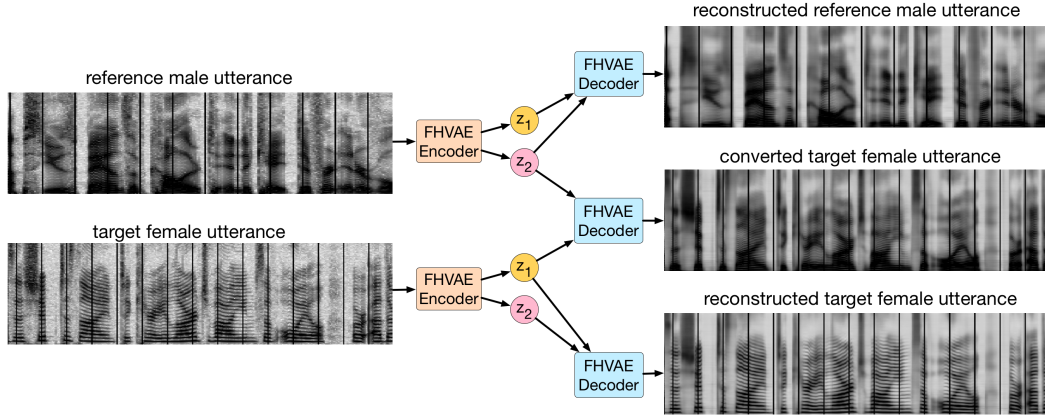 reconstructed reference male utterance
reference male utterance
FHVAE
Decoder
z1
FHVAE
Encoder
z2
converted target female utterance
target female utterance
FHVAE
Decoder
z1
FHVAE
Encoder
z2
reconstructed target female utterance
FHVAE
Decoder